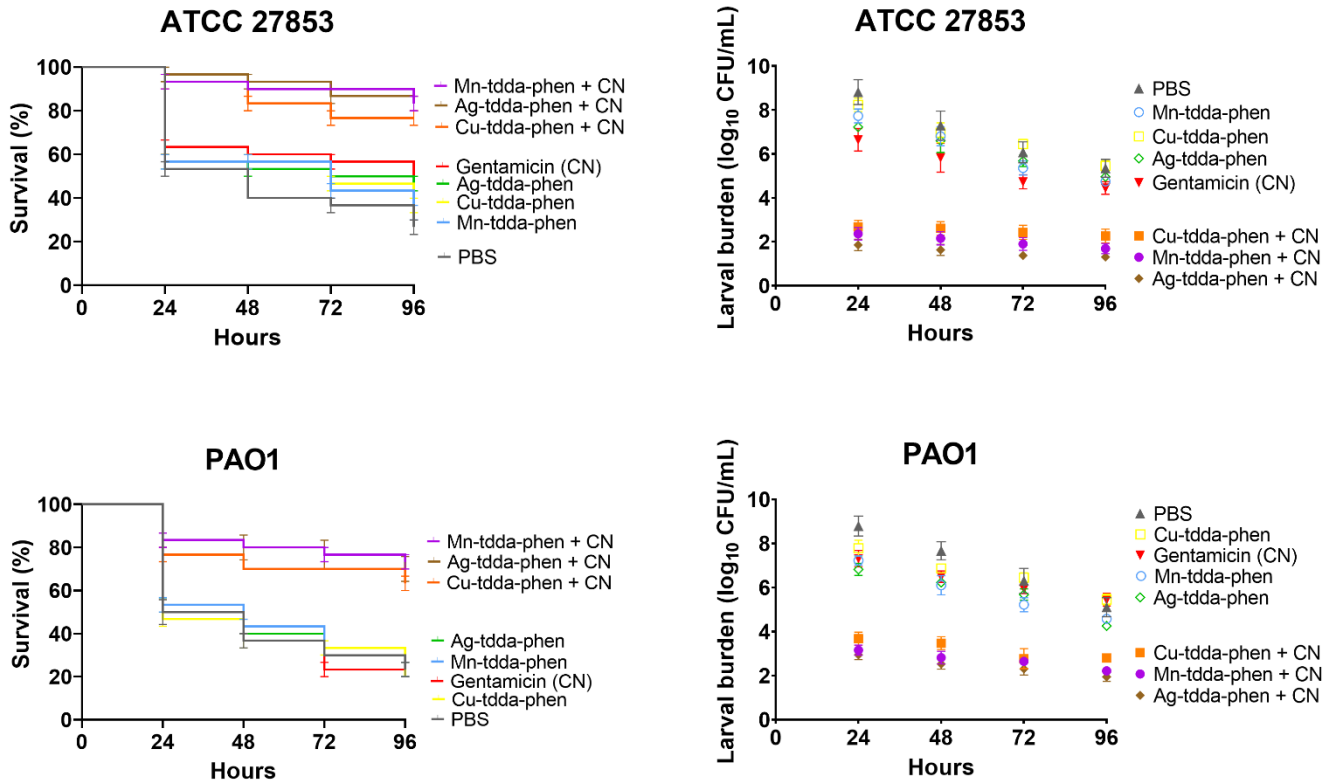 ATCC 27853
Survival (%)
100
80
60
40
20
0
0
24
48
72
96
Hours
Mn-tdda-phen + CN
Ag-tdda-phen + CN
Cu-tdda-phen + CN
Gentamicin (CN)
Ag-tdda-phen
Cu-tdda-phen
Mn-tdda-phen
PBS
ATCC 27853
Larval burden (log10 CFU/mL)
10
8
6
4
2
0
0
24
48
72
96
Hours
PBS
Mn-tdda-phen
Cu-tdda-phen
Ag-tdda-phen
Gentamicin (CN)
Cu-tdda-phen + CN
Mn-tdda-phen + CN
Ag-tdda-phen + CN
PAO1
Survival (%)
100
80
60
40
20
0
0
24
48
72
96
Hours
Mn-tdda-phen + CN
Ag-tdda-phen + CN
Cu-tdda-phen + CN
Ag-tdda-phen
Mn-tdda-phen
Gentamicin (CN)
Cu-tdda-phen
PBS
PAO1
Larval burden (log10 CFU/mL)
10
8
6
4
2
0
0
24
48
72
96
Hours
PBS
Cu-tdda-phen
Gentamicin (CN)
Mn-tdda-phen
Ag-tdda-phen
Cu-tdda-phen + CN
Mn-tdda-phen + CN
Ag-tdda-phen + CN